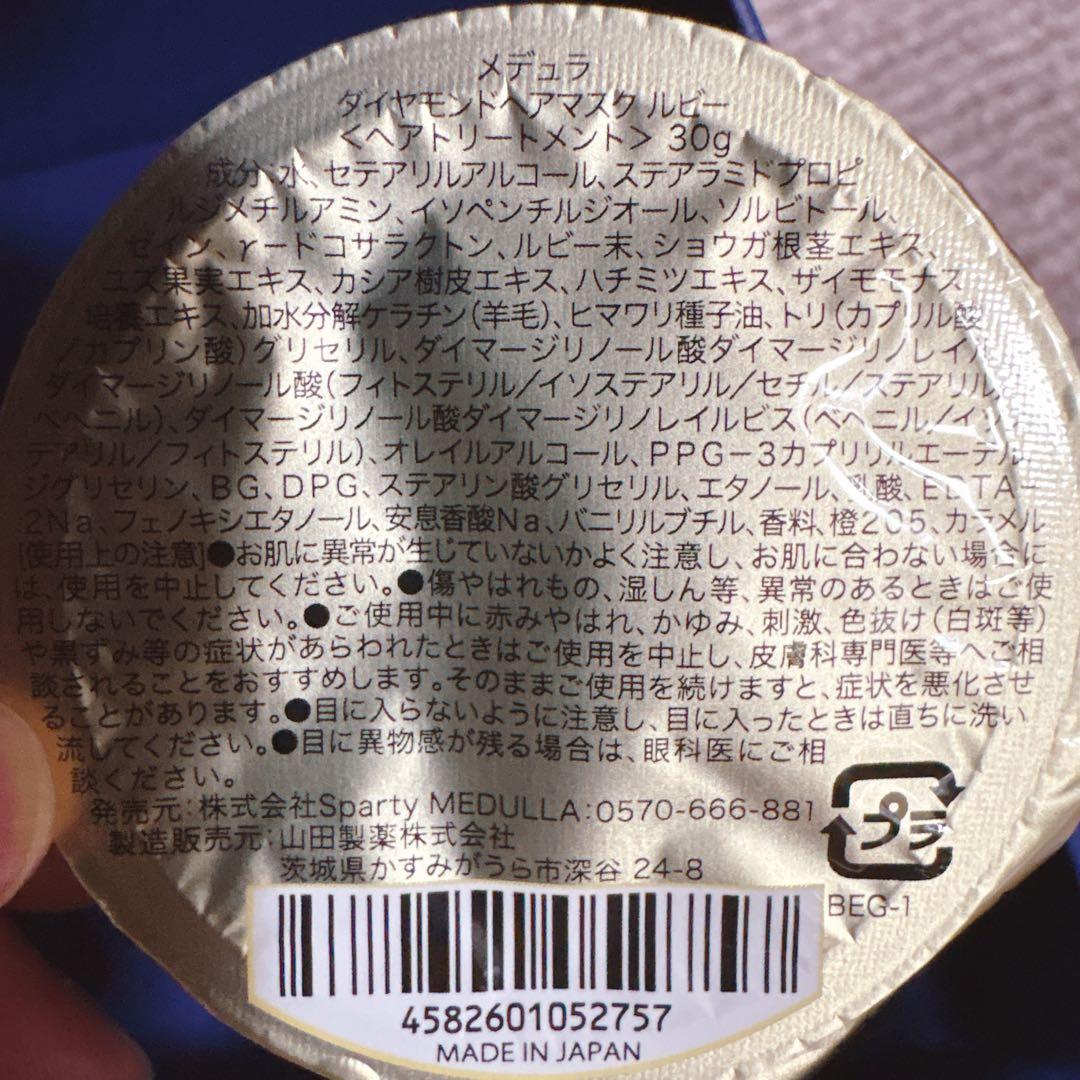 メデュラ
ダイヤモンドヘアマスク ルビー
<ヘアトリートメント> 30g
成分:水、セテアリルアルコール、ステアラミドプロピ
ルジメチルアミン、イソペンチルジオール、ソルビトール、
ゼイン、γードコサラクトン、ルビー末、ショウガ根茎エキス、
ユズ果実エキス、カシア樹皮エキス、ハチミツエキス、ザイモモナス
培養エキス、加水分解ケラチン(羊毛)、ヒマワリ種子油、トリ(カプリル酸
/カプリン酸)グリセリル、ダイマージリノール酸ダイマージリノレイル、
ダイマージリノール酸(フィトステリル/イソステアリル/セチル/ステアリル/
ベヘニル)、ダイマージリノール酸ダイマージリノレイルビス(ベヘニル/イソス
テアリル/フィトステリル)、オレイルアルコール、PPG-3カプリリルエーテル、
ジグリセリン、BG、DPG、ステアリン酸グリセリル、エタノール、乳酸、EDTA-
2Na、フェノキシエタノール、安息香酸Na、バニリルブチル、香料、橙205、カラメル
[使用上の注意]●お肌に異常が生じていないかよく注意し、お肌に合わない場合に
は、使用を中止してください。●傷やはれもの、湿しん等、異常のあるときはご使
用しないでください。●ご使用中に赤みやはれ、かゆみ、刺激、色抜け(白斑等)
や黒ずみ等の症状があらわれたときはご使用を中止し、皮膚科専門医等へご相
談されることをおすすめします。そのままご使用を続けますと、症状を悪化させ
ることがあります。●目に入らないように注意し、目に入ったときは直ちに洗い
流してください。●目に異物感が残る場合は、眼科医にご相
談ください。
発売元:株式会社Sparty MEDULLA:0570-666-881
製造販売元:山田製薬株式会社
茨城県かすみがうら市深谷 24-8
プラ
BEG-1
4582601052757
MADE IN JAPAN